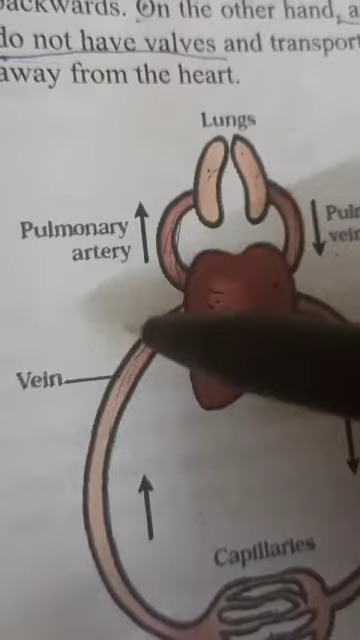 backwards. On the other hand, a
do not have valves and transport
away from the heart.
Lungs
Pulmonary
artery
Vein
Capillaries